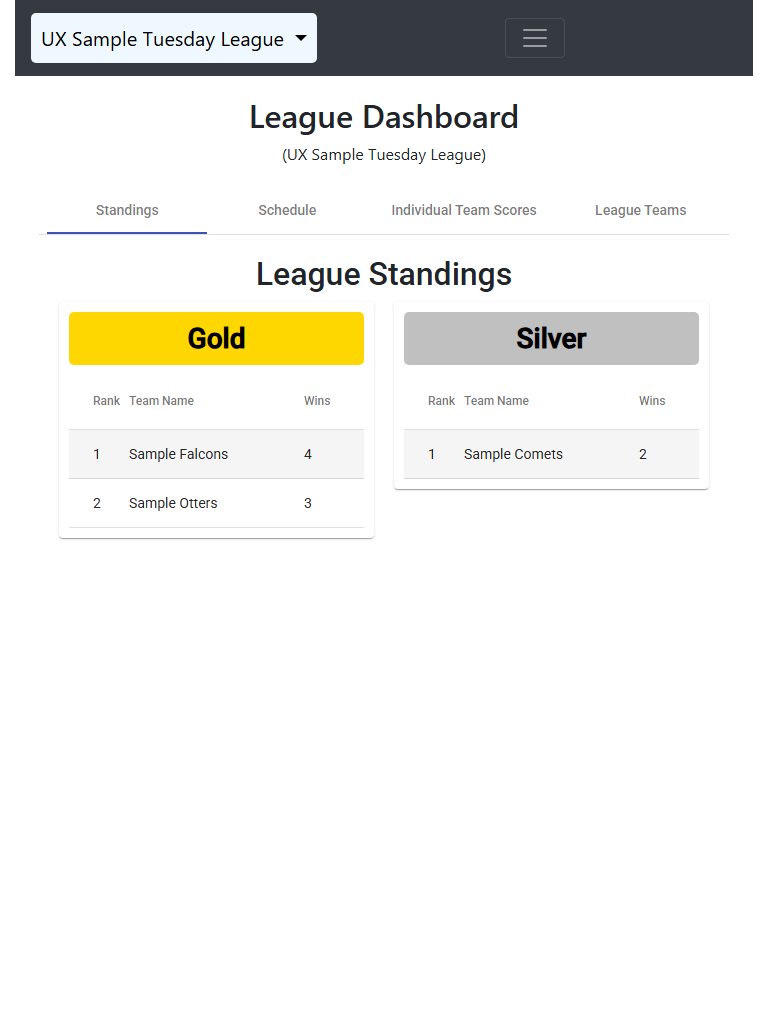 UX Sample Tuesday League
League Dashboard
(UX Sample Tuesday League)
Standings Schedule Individual Team Scores League Teams
League Standings
Gold
Rank Team Name Wins
1 Sample Falcons 4
2 Sample Otters 3
Silver
Rank Team Name Wins
1 Sample Comets 2